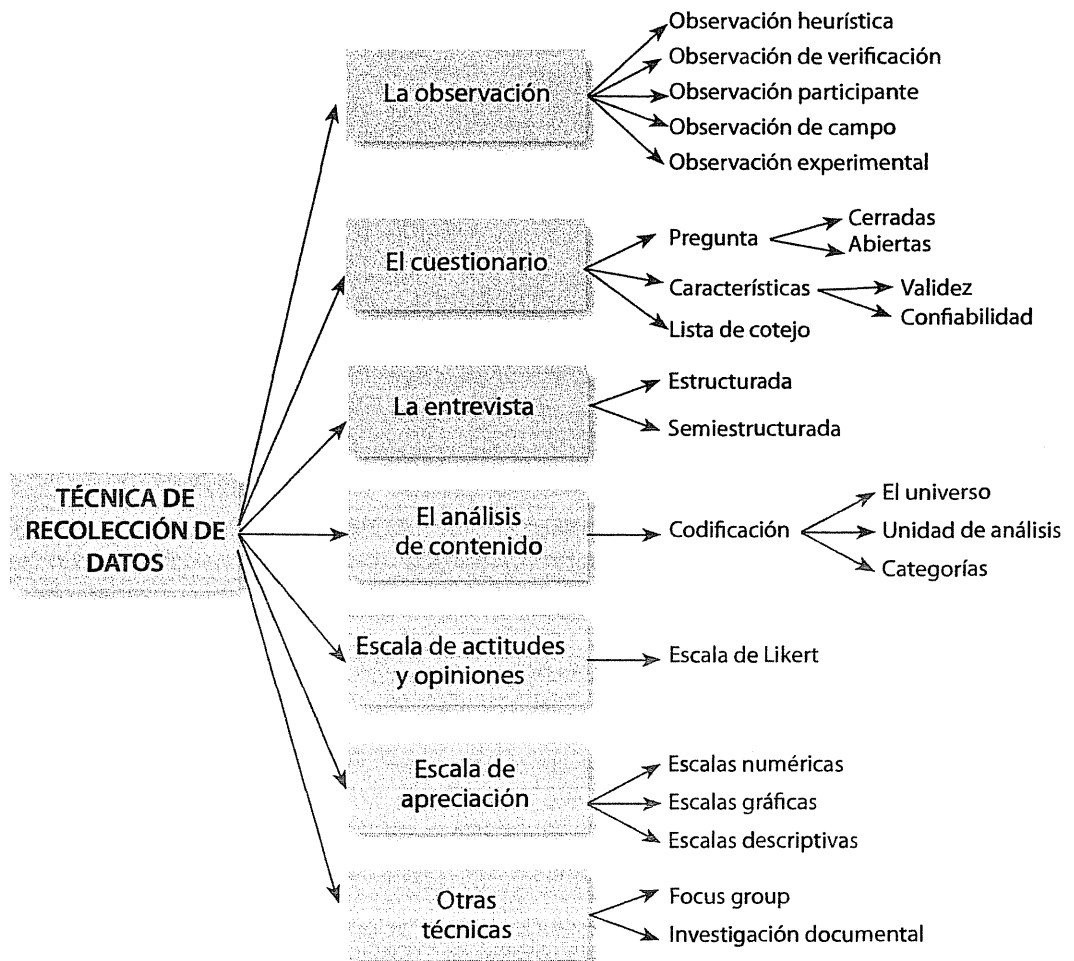 Observación heurística
Observación de verificación
La observación
Observación participante
Observación de campo
Observación experimental
Cerradas
Pregunta
Abiertas
El cuestionario
Características
Validez
Confiabilidad
Lista de cotejo
Estructurada
La entrevista
Semiestructurada
TÉCNICA DE
RECOLECCIÓN DE
DATOS
El análisis
de contenido
Codificación
El universo
Unidad de análisis
Categorías
Escala de actitudes
y opiniones
Escala de Likert
Escala de
apreciación
Escalas numéricas
Escalas gráficas
Escalas descriptivas
Otras
técnicas
Focus group
Investigación documental